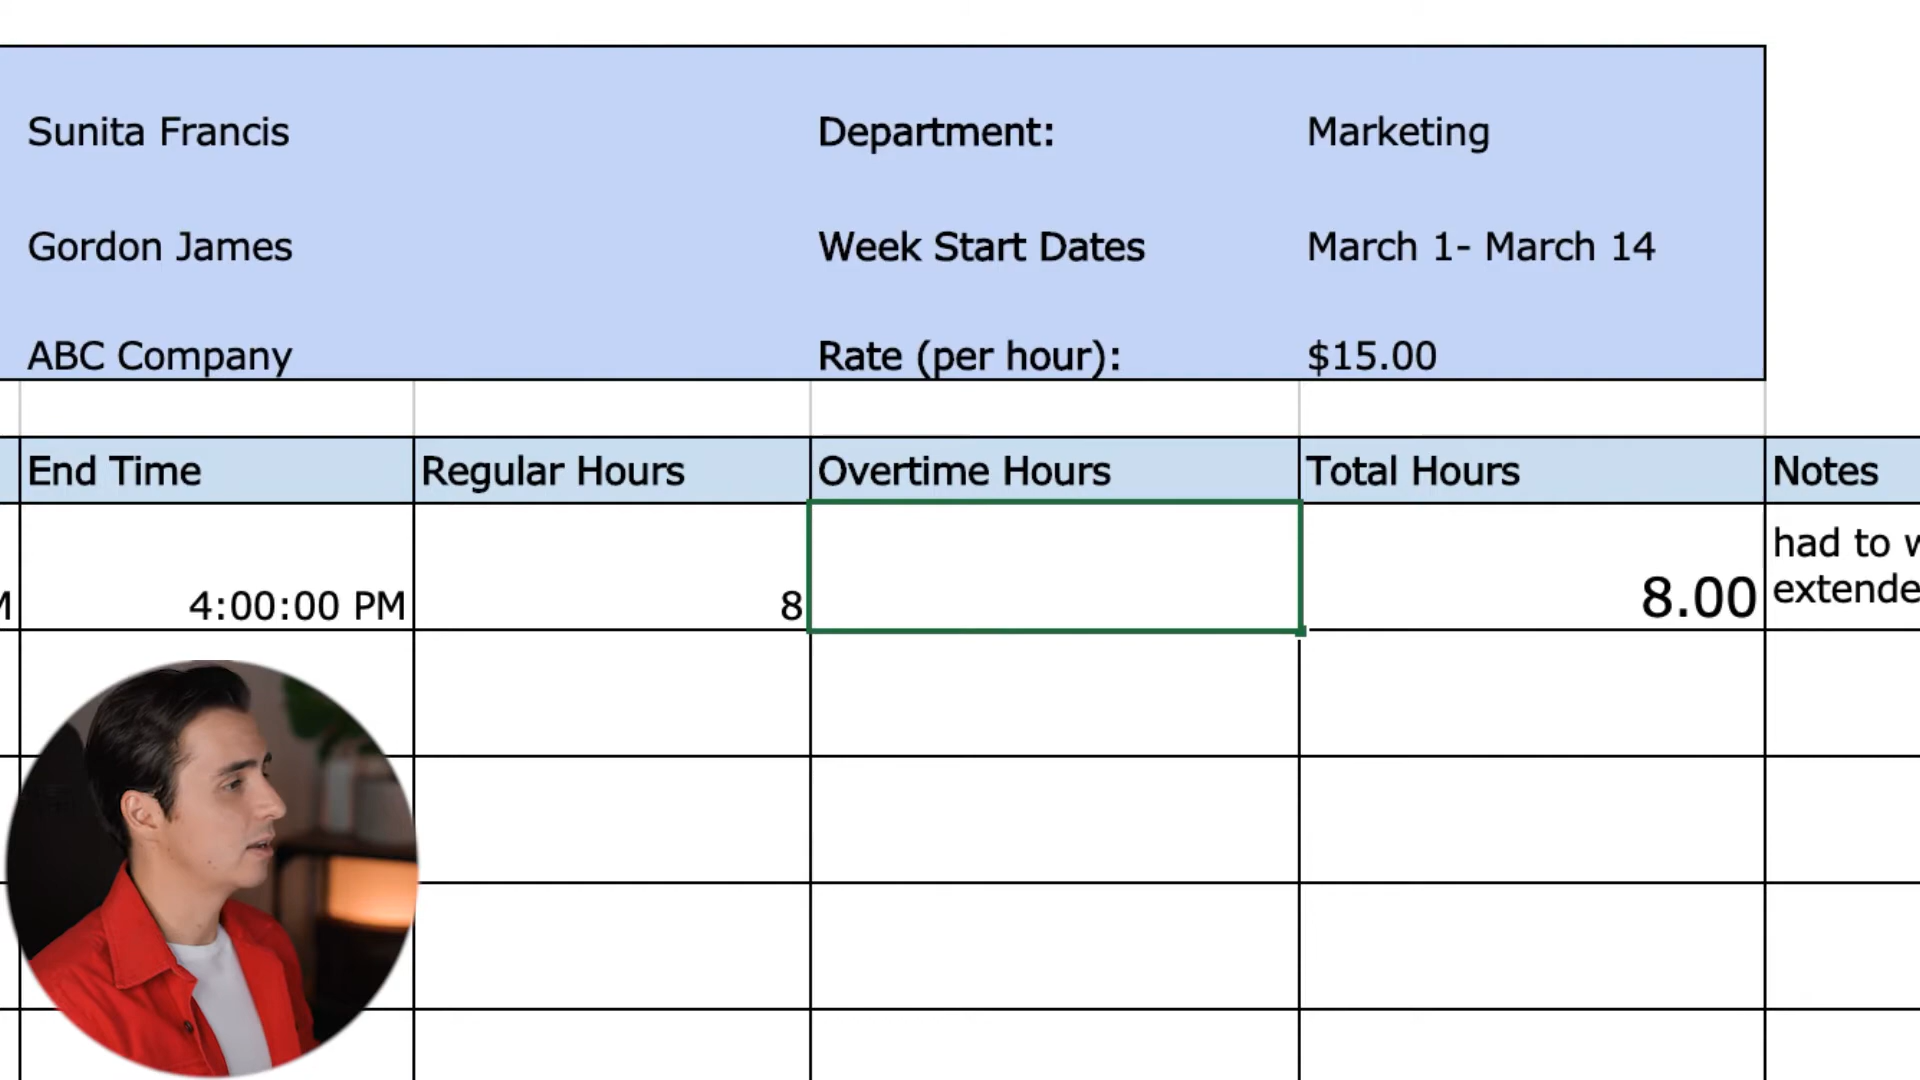 Sunita Francis Department: Marketing
Gordon James Week Start Dates March 1- March 14
ABC Company Rate (per hour): $15.00
End Time Regular Hours Overtime Hours Total Hours Notes
had to
4:00:00 PM 8 8.00